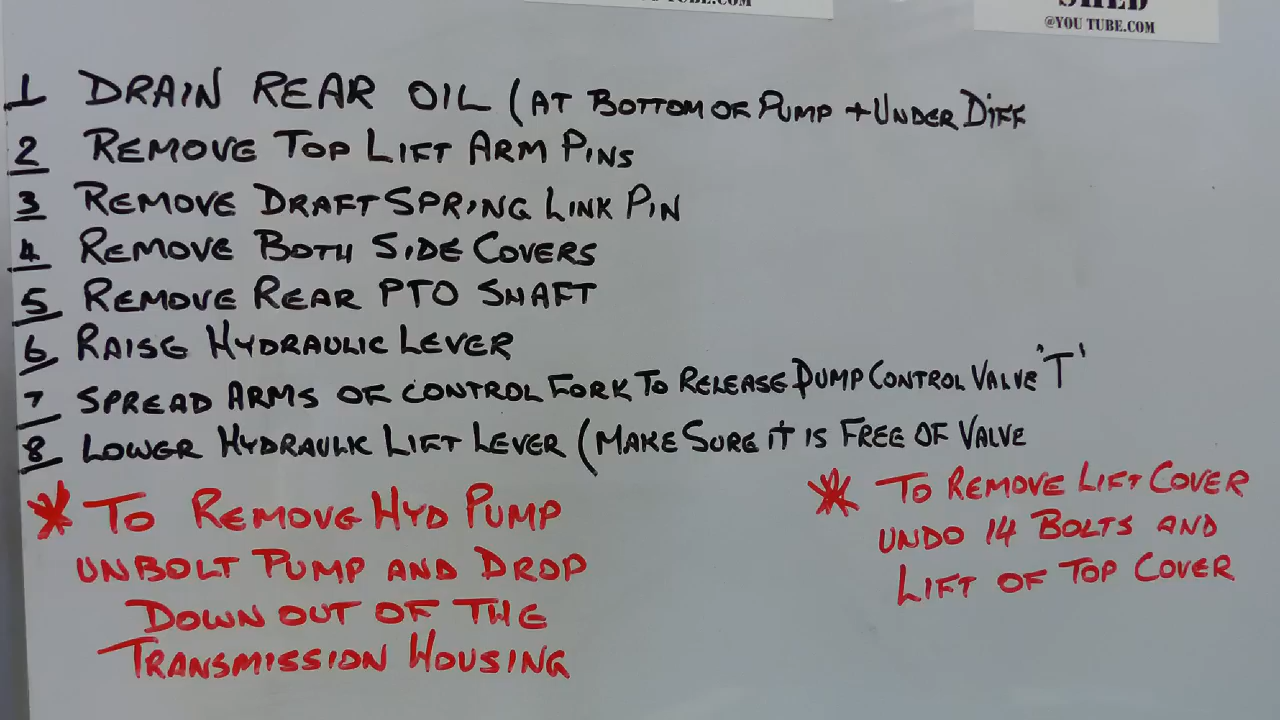 SHED
@YOU TUBE.COM
1 DRAIN REAR OIL (AT BOTTOM OF PUMP + UNDER DIFF
2 REMOVE TOP LIFT ARM PINS
3 REMOVE DRAFT SPRING LINK PIN
4 REMOVE BOTH SIDE COVERS
5 REMOVE REAR PTO SHAFT
6 RAISE HYDRAULIC LEVER
7 SPREAD ARMS OF CONTROL FORK TO RELEASE PUMP CONTROL VALVE 'T'
8 LOWER HYDRAULIC LIFT LEVER (MAKE SURE IT IS FREE OF VALVE
* TO REMOVE HYD PUMP
UNBOLT PUMP AND DROP
DOWN OUT OF THE
TRANSMISSION HOUSING
* TO REMOVE LIFT COVER
UNDO 14 BOLTS AND
LIFT OF TOP COVER